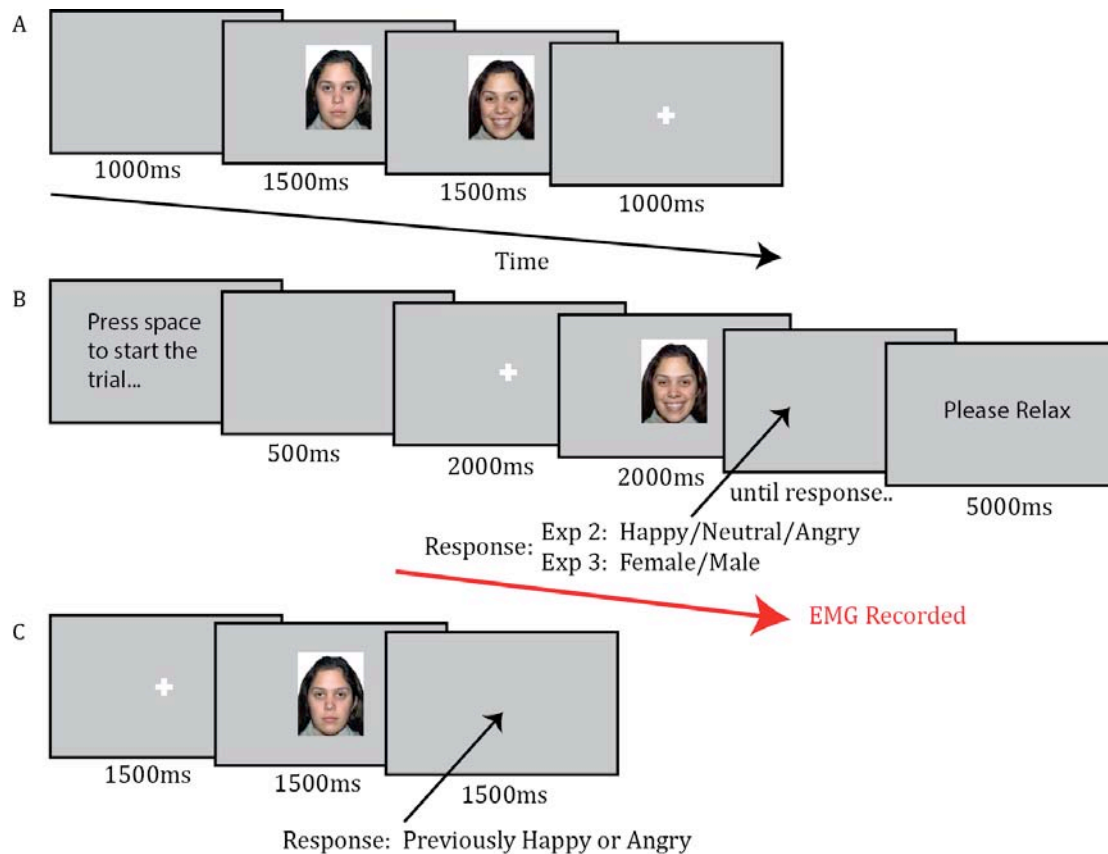 A
1000ms
1500ms
1500ms
1000ms
Time
B
Press space
to start the
trial...
500ms
2000ms
2000ms
until response..
Please Relax
5000ms
Response:
Exp 2: Happy/Neutral/Angry
Exp 3: Female/Male
EMG Recorded
C
1500ms
1500ms
1500ms
Response: Previously Happy or Angry